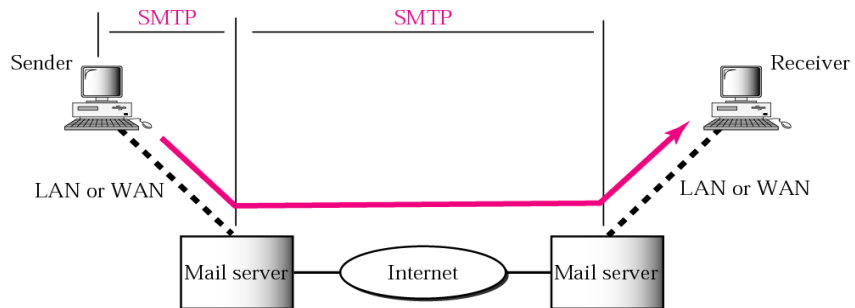 SMTP
SMTP
Sender
Receiver
LAN or WAN
LAN or WAN
Mail server
Internet
Mail server